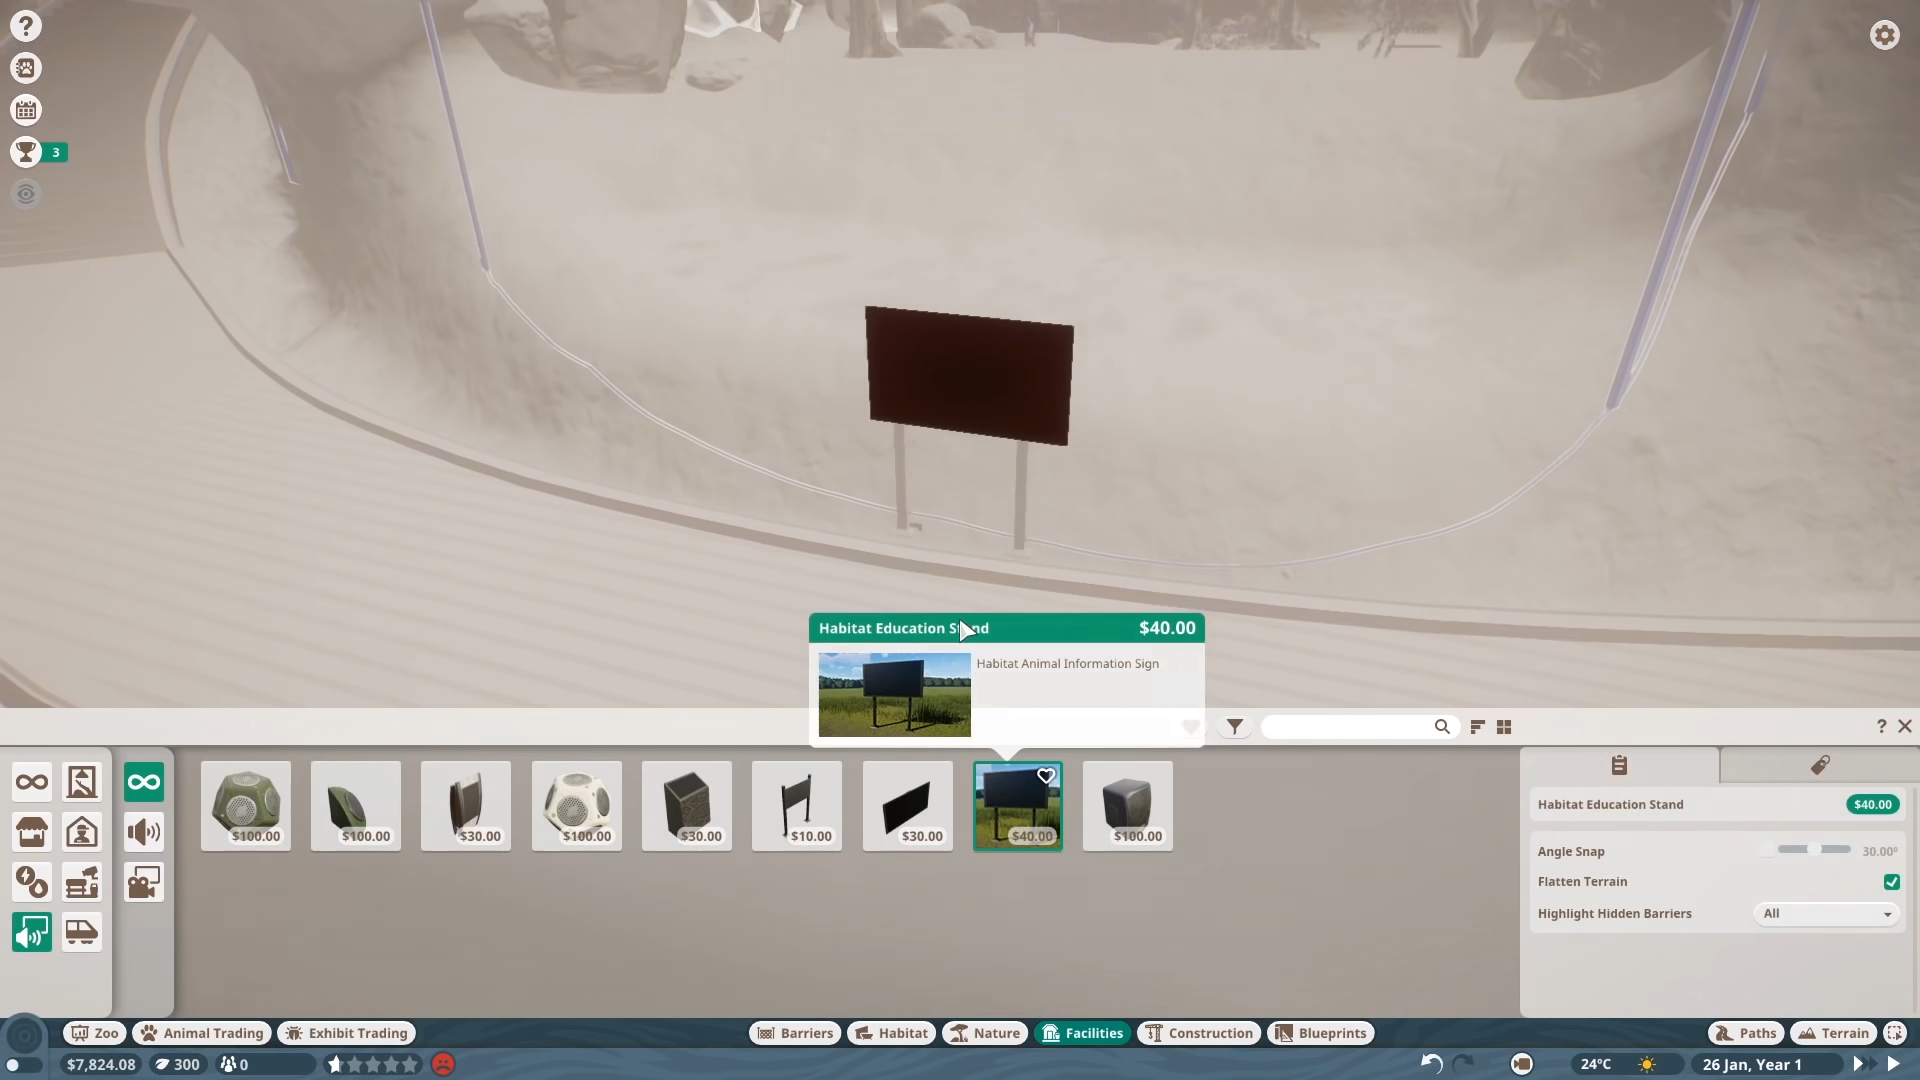 ?
3
Habitat Education Stand $40.00
Habitat Animal Information Sign
?
$100.00
$100.00
$30.00
$100.00
$30.00
$10.00
$30.00
$40.00
$100.00
Habitat Education Stand $40.00
Angle Snap 30.00°
Flatten Terrain
Highlight Hidden Barriers All
Zoo
Animal Trading
Exhibit Trading
Barriers
Habitat
Nature
Facilities
Construction
Blueprints
Paths
Terrain
$7,824.08
300
0
24°C
26 Jan, Year 1